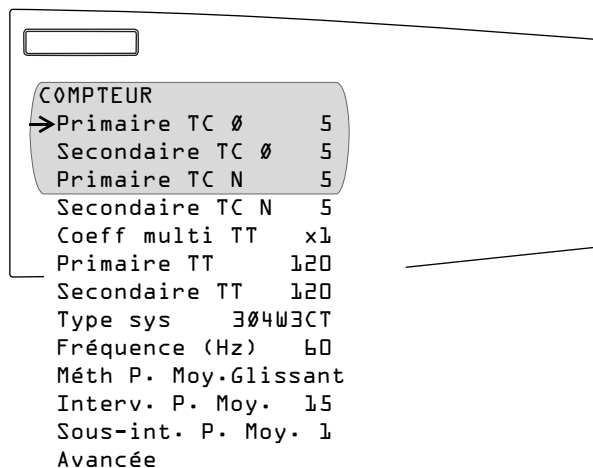 COMPTEUR
Primaire TC Ø 5
Secondaire TC Ø 5
Primaire TC N 5
Secondaire TC N 5
Coeff multi TT x1
Primaire TT 120
Secondaire TT 120
Type sys 3Ø4W3CT
Fréquence (Hz) 60
Méth P. Moy.Glissant
Interv. P. Moy. 15
Sous-int. P. Moy. 1
Avancée